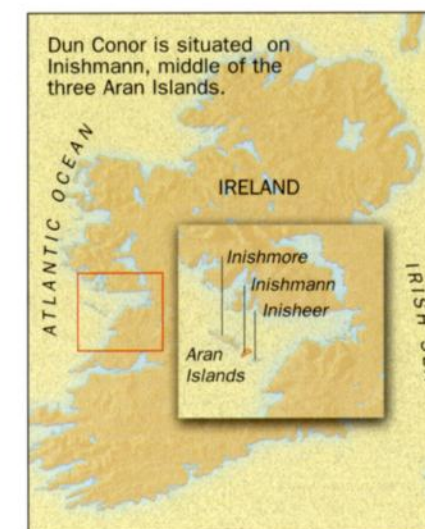 Dun Conor is situated on
Inishmann, middle of the
three Aran Islands.
ATLANTIC OCEAN
IRELAND
Inishmore
Inishmann
Inisheer
Aran
Islands
IRISH